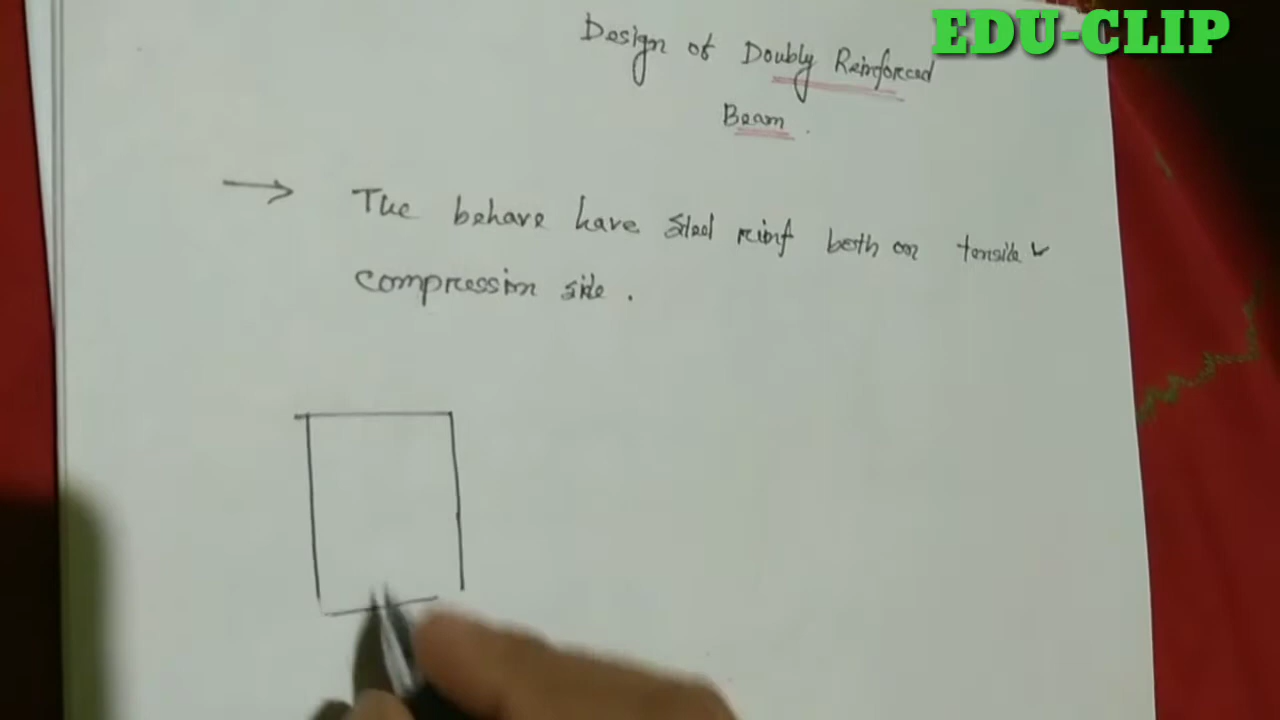 EDU-CLIP
Design of Doubly Reinforced
Beam.
→ The behave have steel reinf both on tensile ✓
compression side.